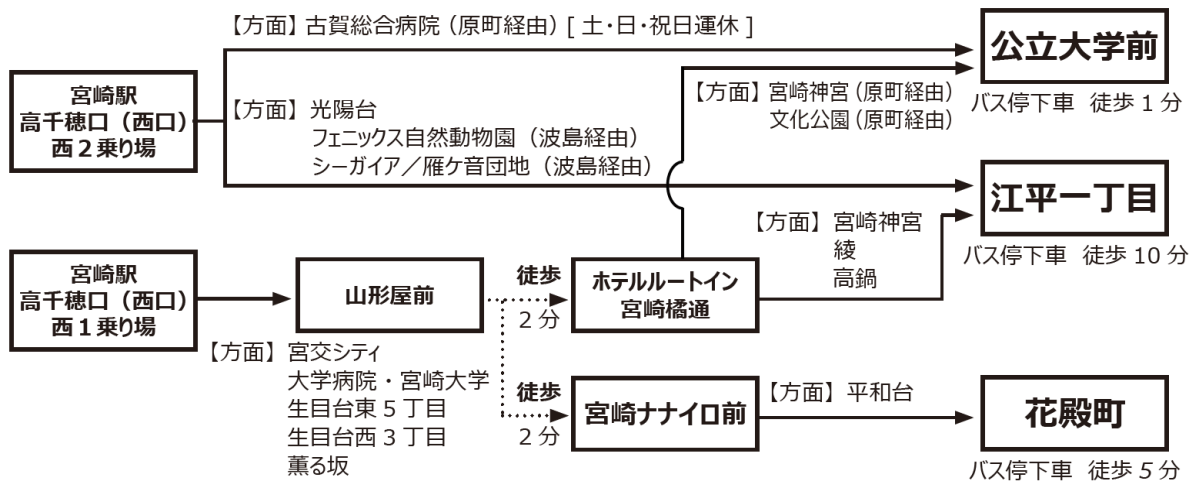 【方面】古賀総合病院(原町経由)[ 土・日・祝日運休 ]
公立大学前
バス停下車 徒歩 1 分
宮崎駅
高千穂口(西口)
西2乗り場
【方面】光陽台
フェニックス自然動物園(波島経由)
シーガイア/雁ケ音団地(波島経由)
【方面】宮崎神宮(原町経由)
文化公園(原町経由)
江平一丁目
バス停下車 徒歩 10 分
【方面】宮崎神宮
綾
高鍋
宮崎駅
高千穂口(西口)
西1乗り場
山形屋前
徒歩
2 分
ホテルルートイン
宮崎橘通
【方面】宮交シティ
大学病院・宮崎大学
生目台東 5 丁目
生目台西 3 丁目
薫る坂
徒歩
2 分
宮崎ナナイロ前
【方面】平和台
花殿町
バス停下車 徒歩 5 分